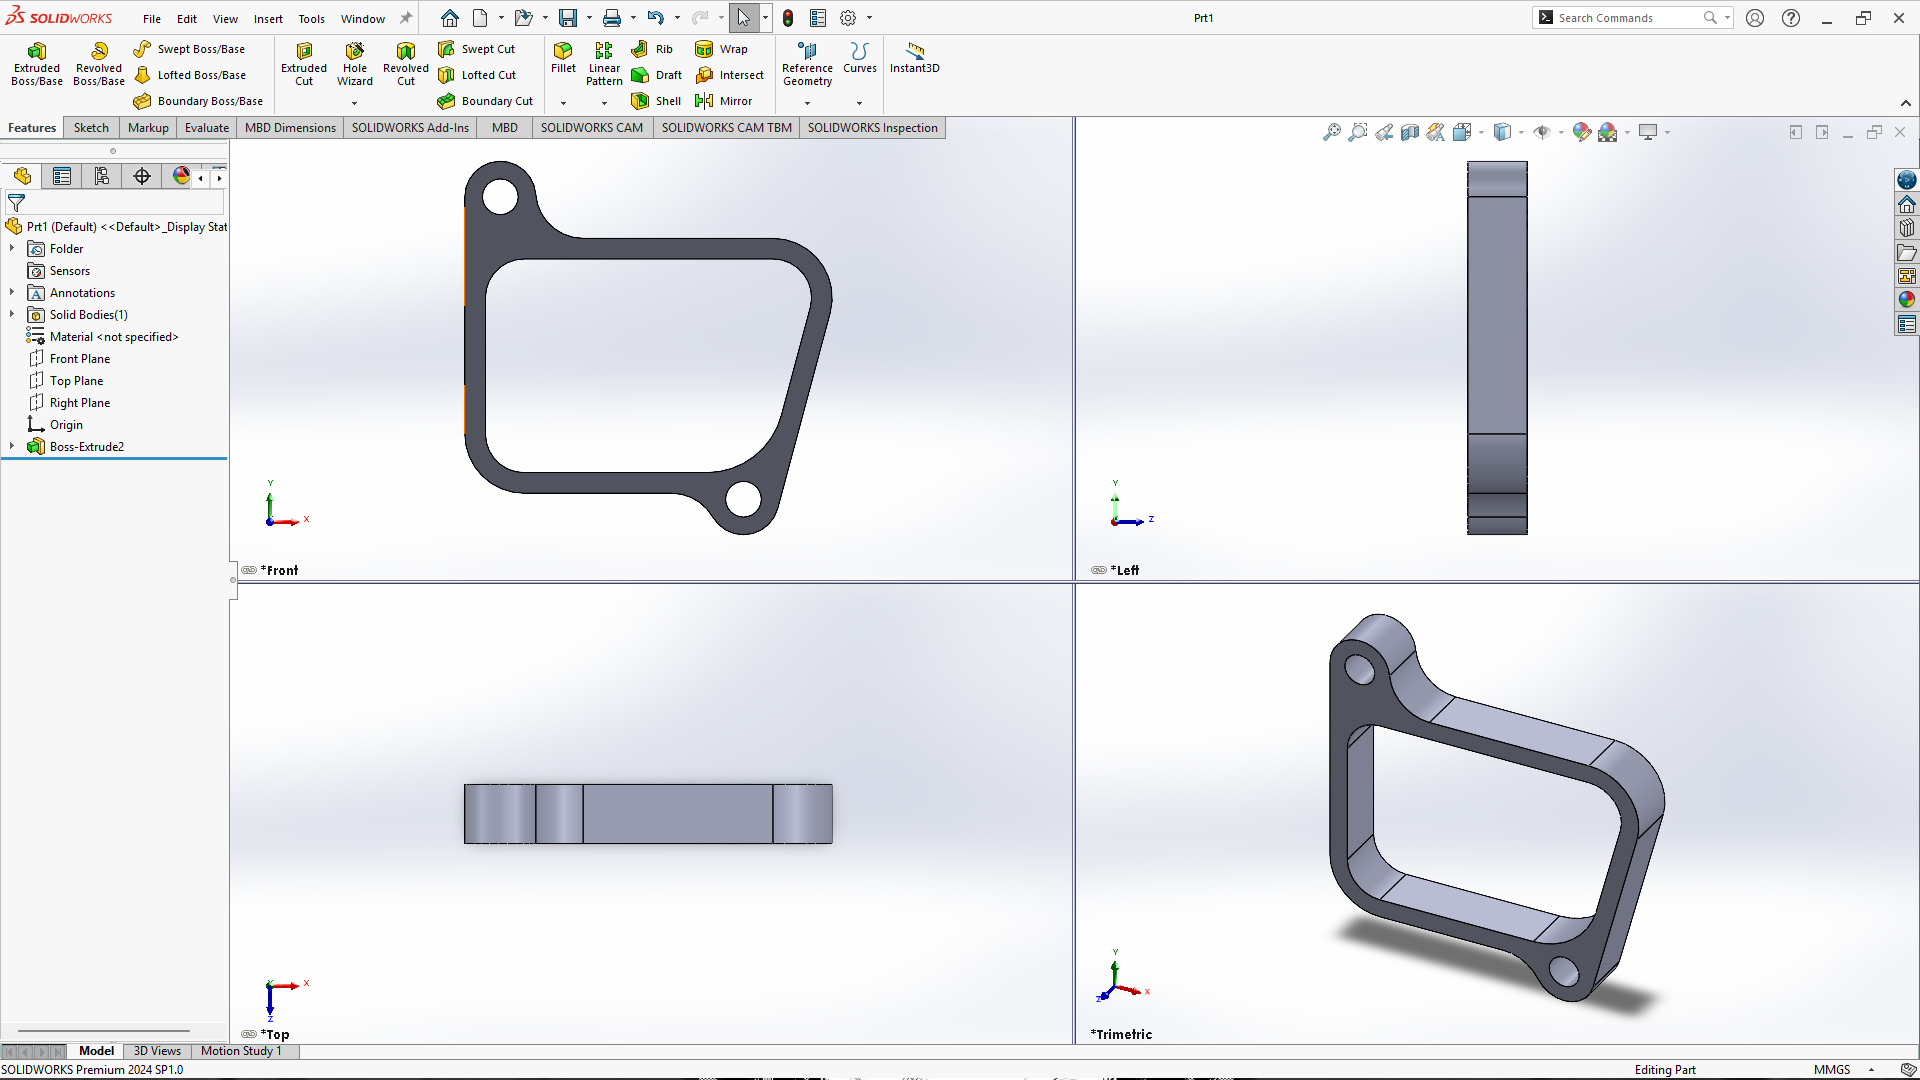 SOLIDWORKS File Edit View Insert Tools Window Prt1 Search Commands
Extruded Boss/Base
Revolved Boss/Base
Swept Boss/Base
Lofted Boss/Base
Boundary Boss/Base
Extruded Cut
Hole Wizard
Revolved Cut
Swept Cut
Lofted Cut
Boundary Cut
Fillet
Linear Pattern
Rib
Draft
Shell
Wrap
Intersect
Mirror
Reference Geometry
Curves
Instant3D
Features Sketch Markup Evaluate MBD Dimensions SOLIDWORKS Add-Ins MBD SOLIDWORKS CAM SOLIDWORKS CAM TBM SOLIDWORKS Inspection
Prt1 (Default) <<Default>_Display Stat
Folder
Sensors
Annotations
Solid Bodies(1)
Material <not specified>
Front Plane
Top Plane
Right Plane
Origin
Boss-Extrude2
Y
X
*Front
Y
Z
*Left
Y
X
Z
*Top
Y
X
Z
*Trimetric
Model 3D Views Motion Study 1
SOLIDWORKS Premium 2024 SP1.0 Editing Part MMGS